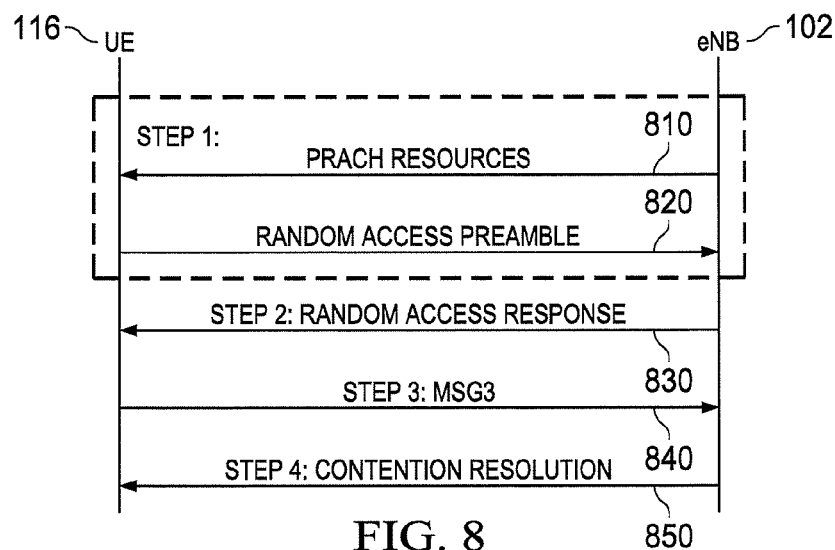 116 UE eNB 102
STEP 1:
810
PRACH RESOURCES
820
RANDOM ACCESS PREAMBLE
STEP 2: RANDOM ACCESS RESPONSE
830
STEP 3: MSG3
840
STEP 4: CONTENTION RESOLUTION
850
FIG. 8